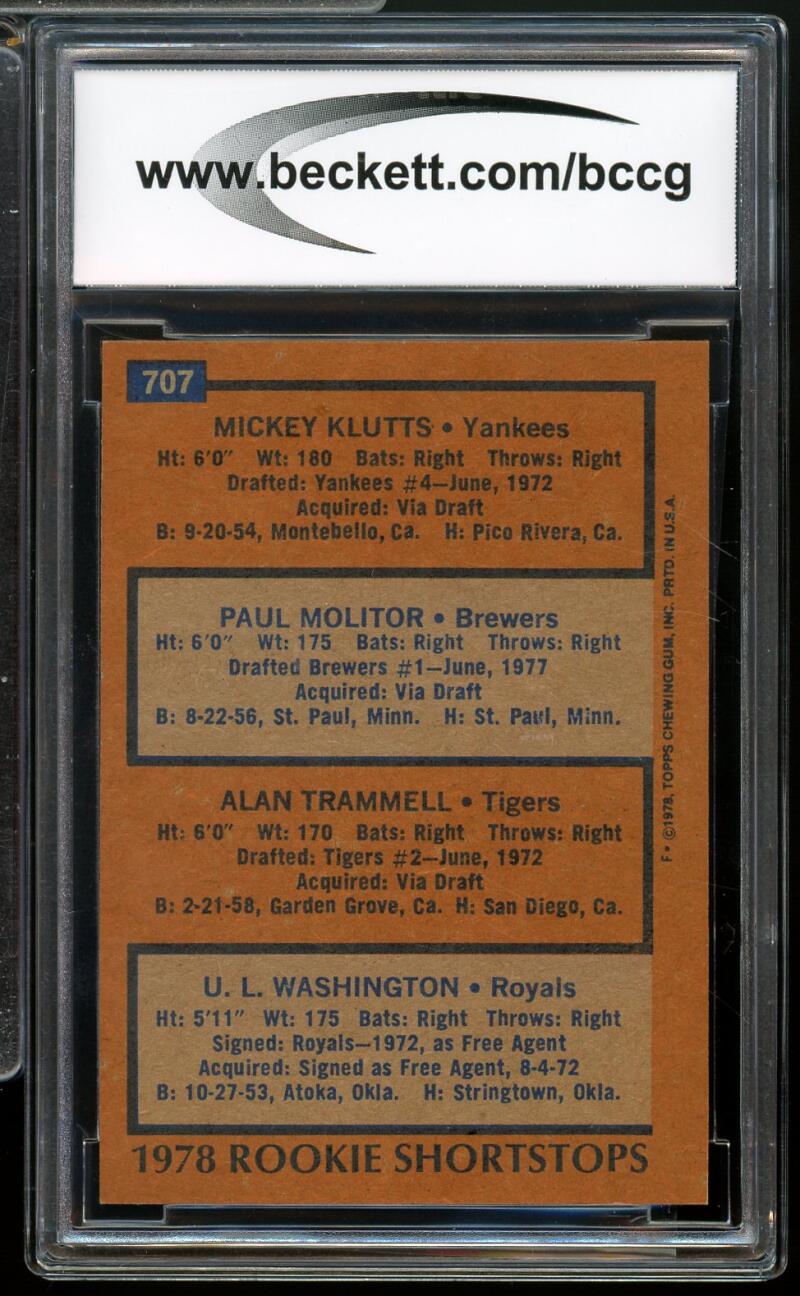 www.beckett.com/bccg
707
MICKEY KLUTTS • Yankees
Ht: 6'0" Wt: 180 Bats: Right Throws: Right
Drafted: Yankees #4—June, 1972
Acquired: Via Draft
B: 9-20-54, Montebello, Ca. H: Pico Rivera, Ca.
PAUL MOLITOR • Brewers
Ht: 6'0" Wt: 175 Bats: Right Throws: Right
Drafted Brewers #1—June, 1977
Acquired: Via Draft
B: 8-22-56, St. Paul, Minn. H: St. Paul, Minn.
ALAN TRAMMELL • Tigers
Ht: 6'0" Wt: 170 Bats: Right Throws: Right
Drafted: Tigers #2—June, 1972
Acquired: Via Draft
B: 2-21-58, Garden Grove, Ca. H: San Diego, Ca.
U. L. WASHINGTON • Royals
Ht: 5'11" Wt: 175 Bats: Right Throws: Right
Signed: Royals—1972, as Free Agent
Acquired: Signed as Free Agent, 8-4-72
B: 10-27-53, Atoka, Okla. H: Stringtown, Okla.
1978 ROOKIE SHORTSTOPS
F* ©1978, TOPPS CHEWING GUM, INC. PRTD. IN U.S.A.